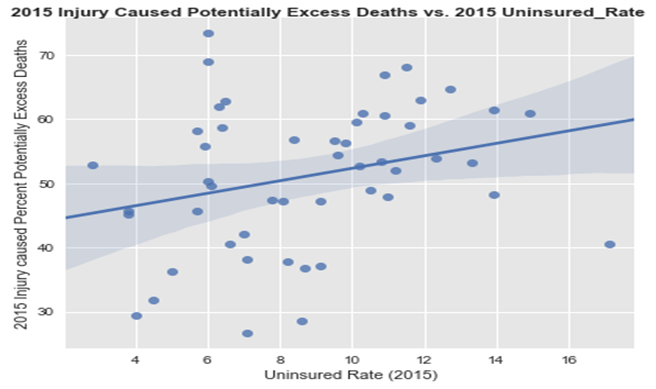 2015 Injury Caused Potentially Excess Deaths vs. 2015 Uninsured_Rate
2015 Injury caused Percent Potentially Excess Deaths
70
60
50
40
30
4 6 8 10 12 14 16
Uninsured Rate (2015)